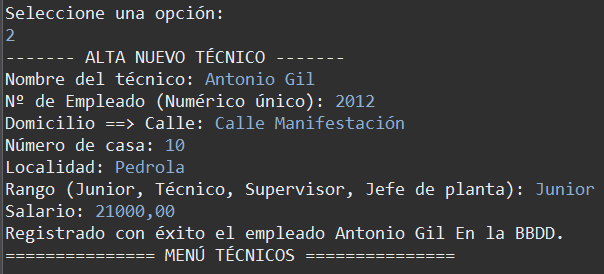 Seleccione una opción:
2
------- ALTA NUEVO TÉCNICO -------
Nombre del técnico: Antonio Gil
Nº de Empleado (Numérico único): 2012
Domicilio ==> Calle: Calle Manifestación
Número de casa: 10
Localidad: Pedrola
Rango (Junior, Técnico, Supervisor, Jefe de planta): Junior
Salario: 21000,00
Registrado con éxito el empleado Antonio Gil En la BBDD.
=============== MENÚ TÉCNICOS ===============